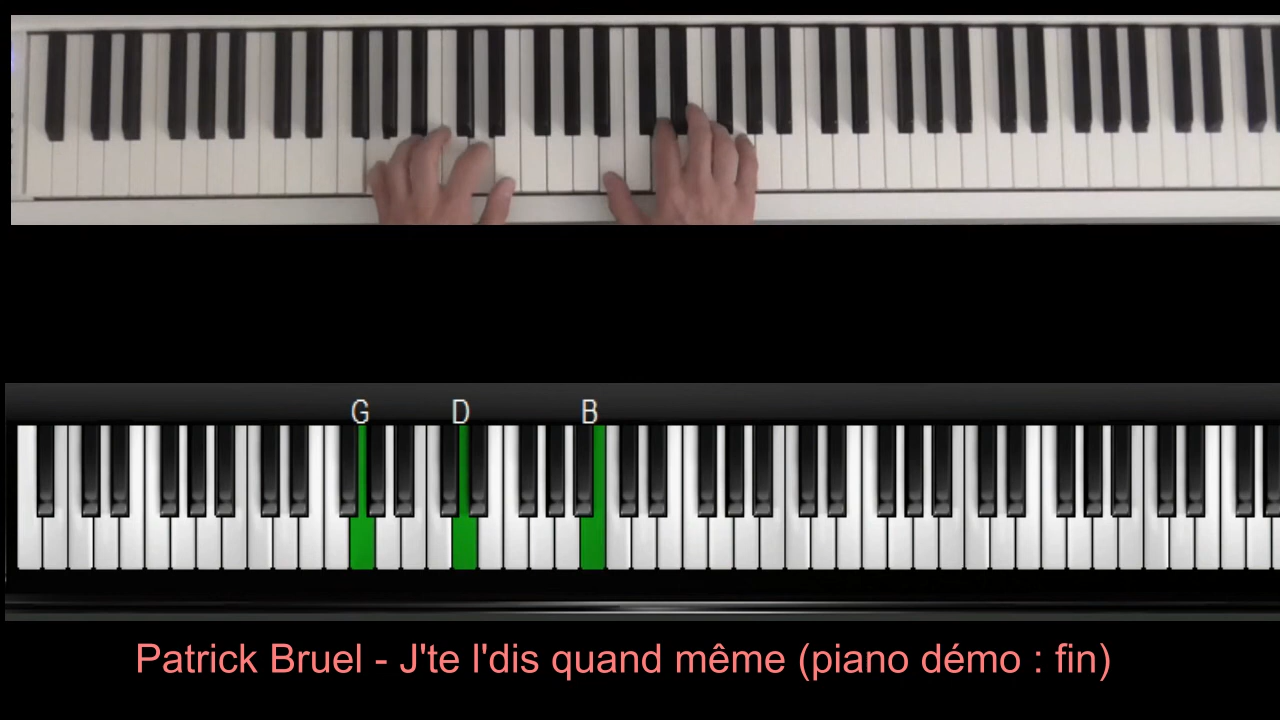 G D B
Patrick Bruel - J'te l'dis quand même (piano démo : fin)